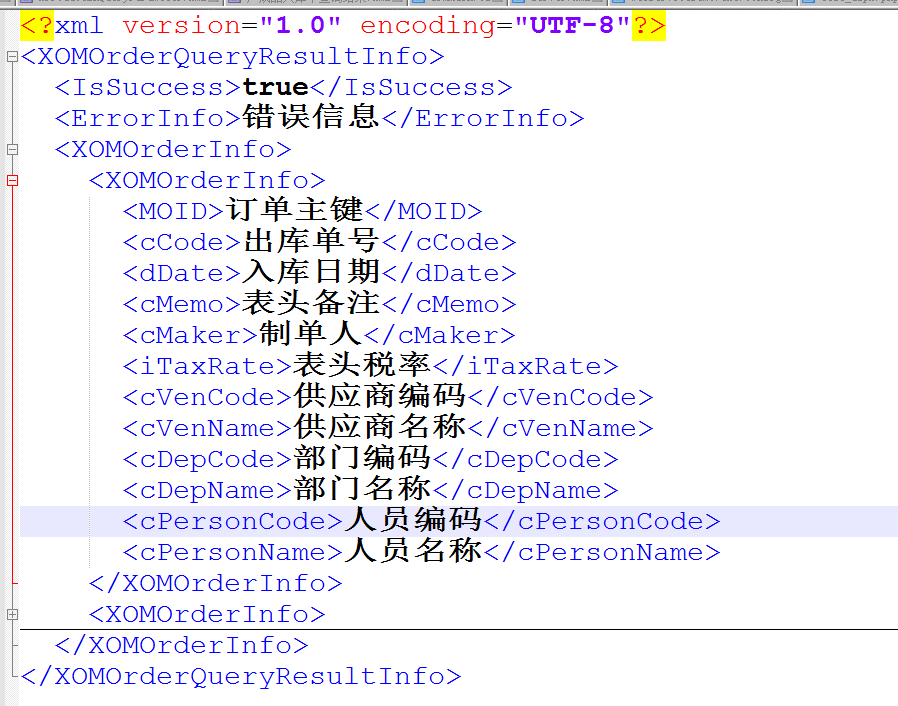 <?xml version="1.0" encoding="UTF-8"?>
<XOMOrderQueryResultInfo>
<IsSuccess>true</IsSuccess>
<ErrorInfo>错误信息</ErrorInfo>
<XOMOrderInfo>
<XOMOrderInfo>
<MOID>订单主键</MOID>
<cCode>出库单号</cCode>
<dDate>入库日期</dDate>
<cMemo>表头备注</cMemo>
<cMaker>制单人</cMaker>
<iTaxRate>表头税率</iTaxRate>
<cVenCode>供应商编码</cVenCode>
<cVenName>供应商名称</cVenName>
<cDepCode>部门编码</cDepCode>
<cDepName>部门名称</cDepName>
<cPersonCode>人员编码</cPersonCode>
<cPersonName>人员名称</cPersonName>
</XOMOrderInfo>
<XOMOrderInfo>
</XOMOrderInfo>
</XOMOrderQueryResultInfo>